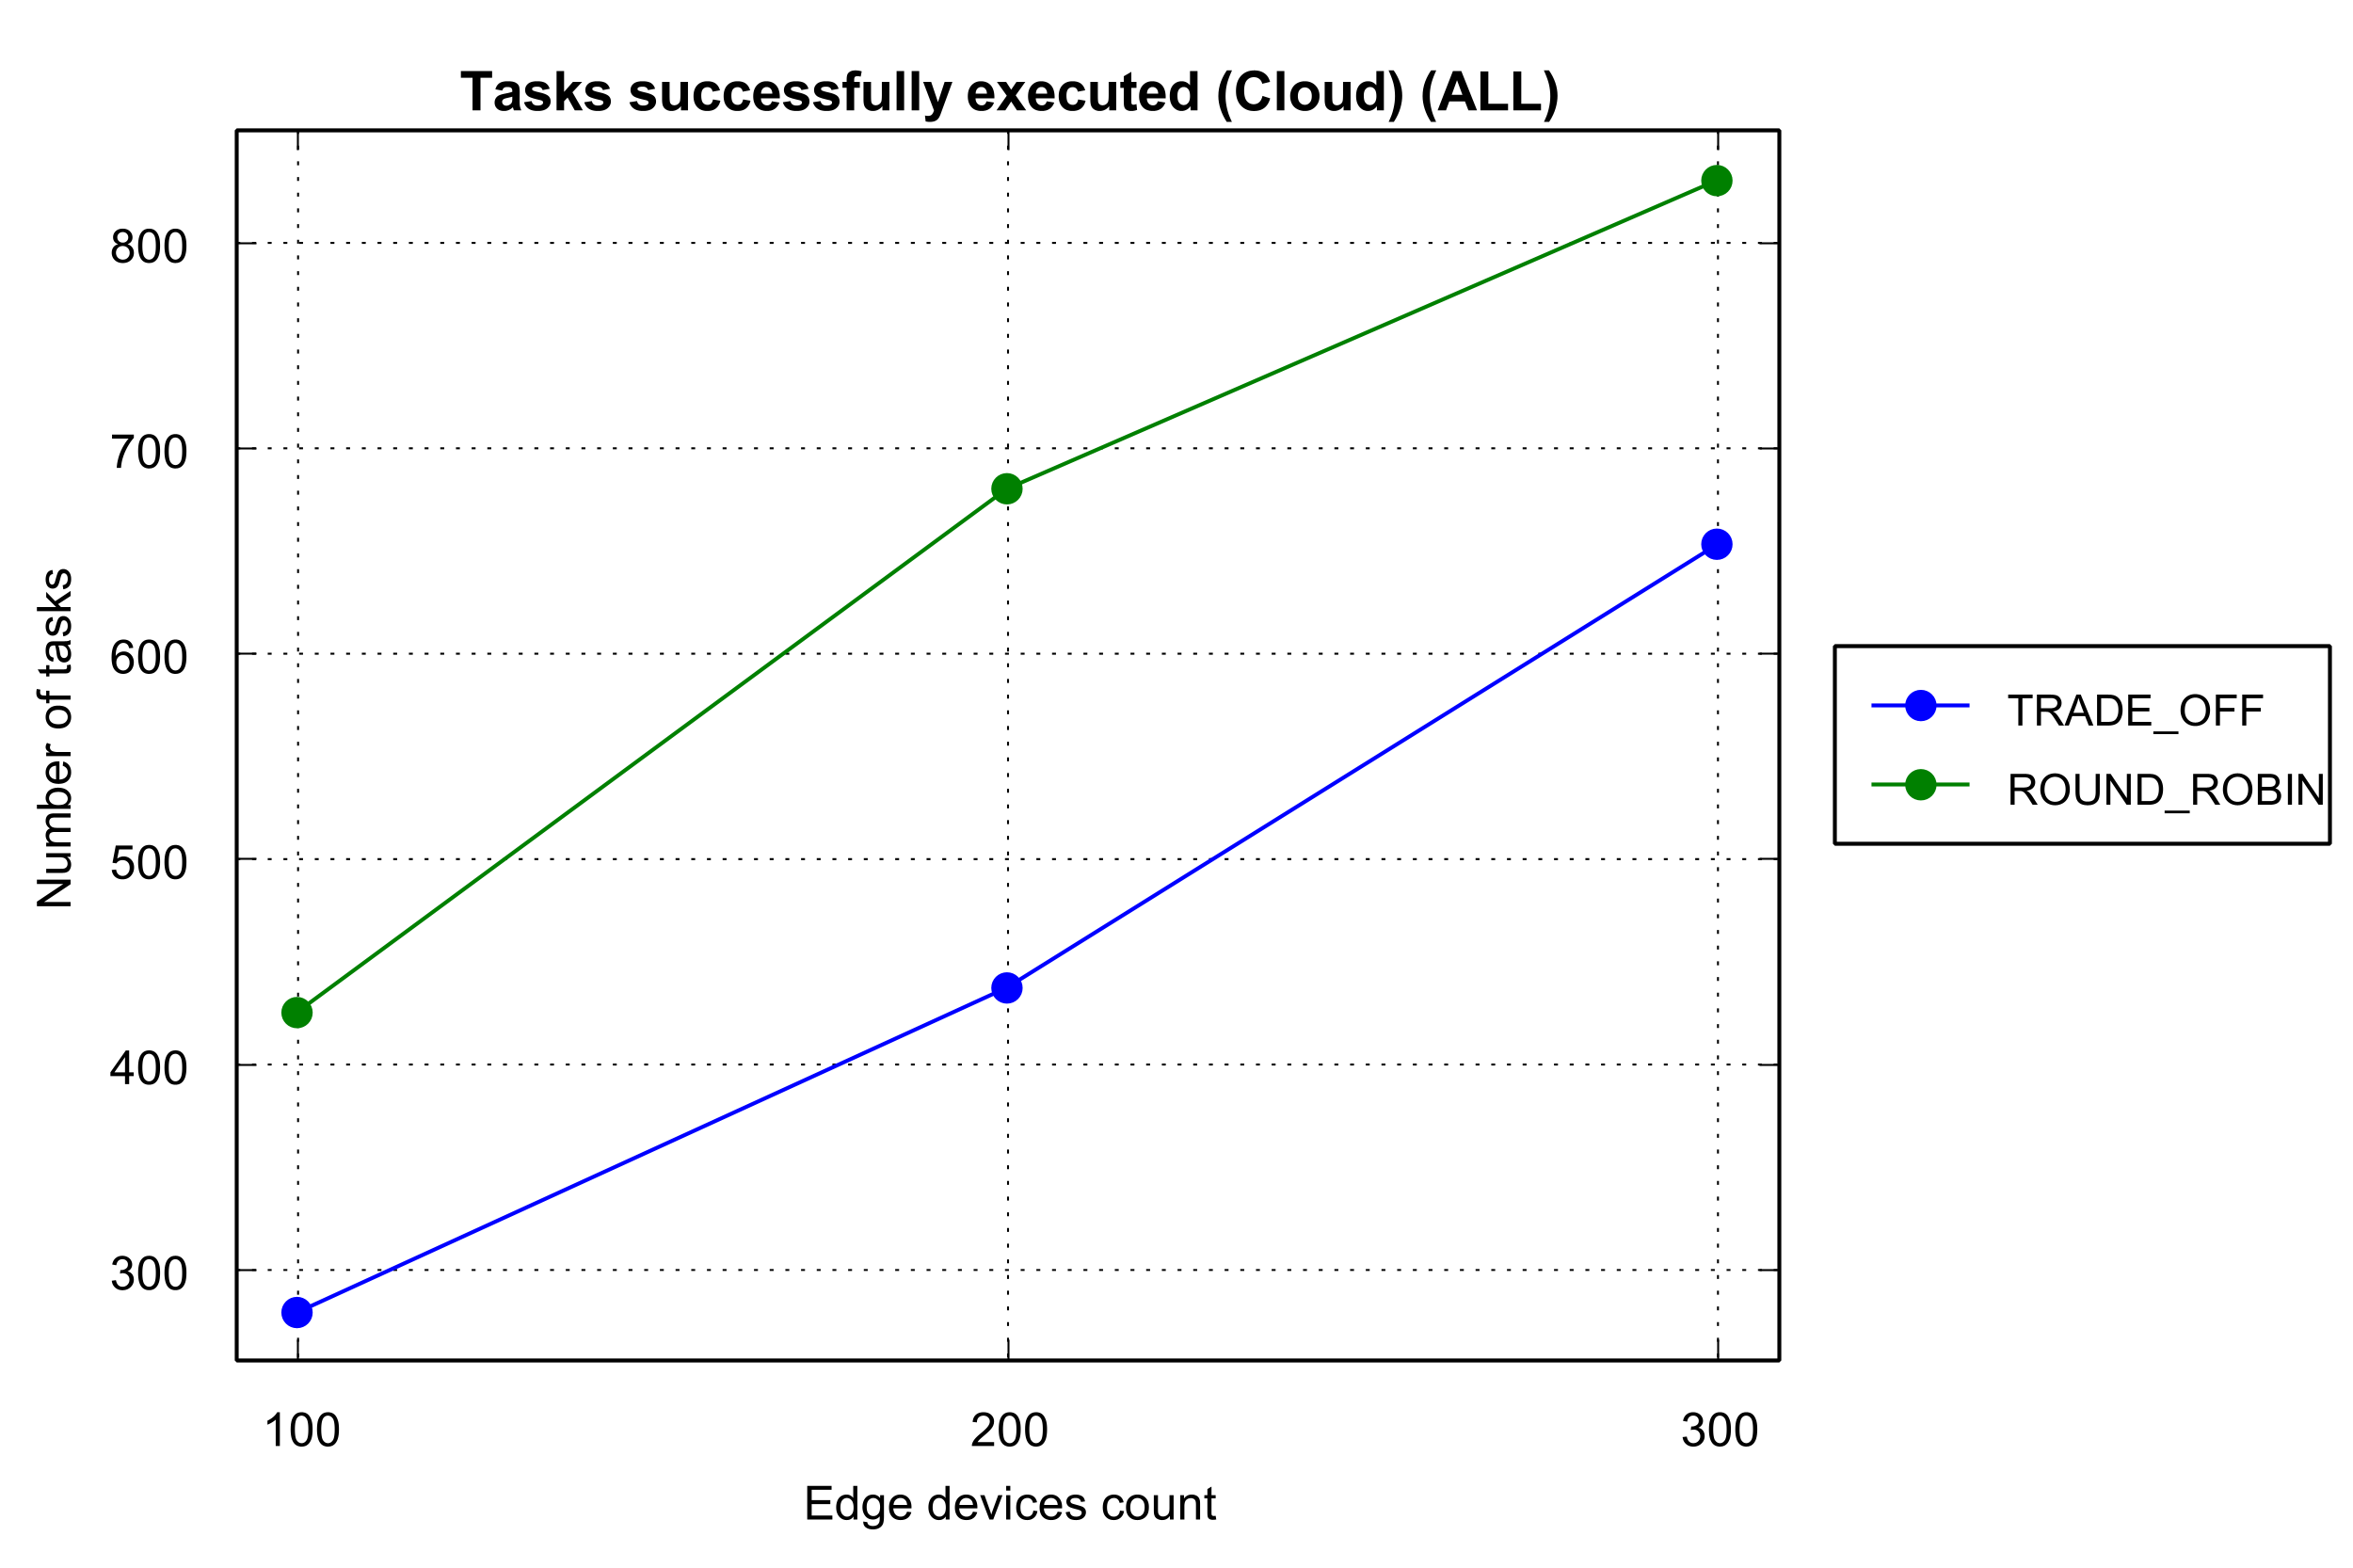 Tasks successfully executed (Cloud) (ALL)
800
700
600
500
400
300
Number of tasks
100 200 300
Edge devices count
TRADE_OFF
ROUND_ROBIN